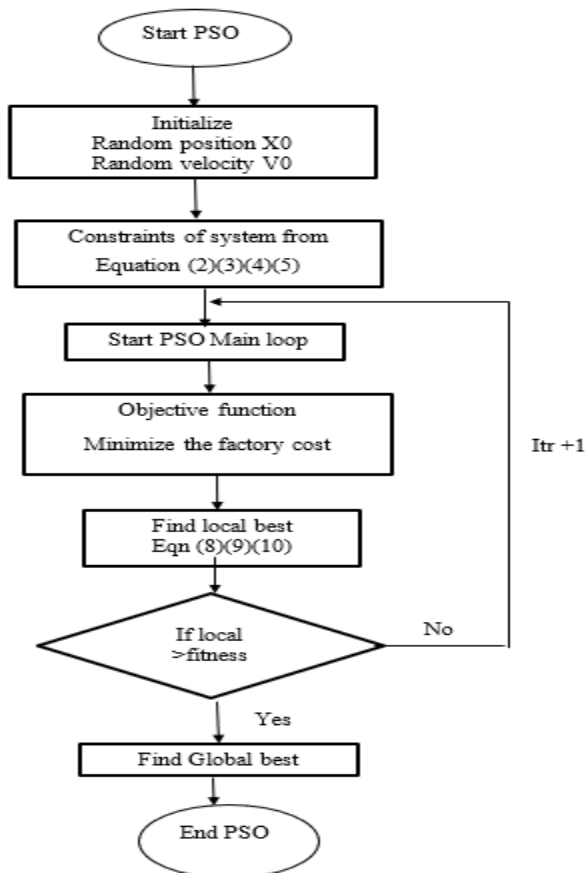 Start PSO
Initialize
Random position X0
Random velocity V0
Constraints of system from
Equation (2)(3)(4)(5)
Start PSO Main loop
Objective function
Minimize the factory cost
Itr +1
Find local best
Eqn (8)(9)(10)
If local
>fitness
No
Yes
Find Global best
End PSO